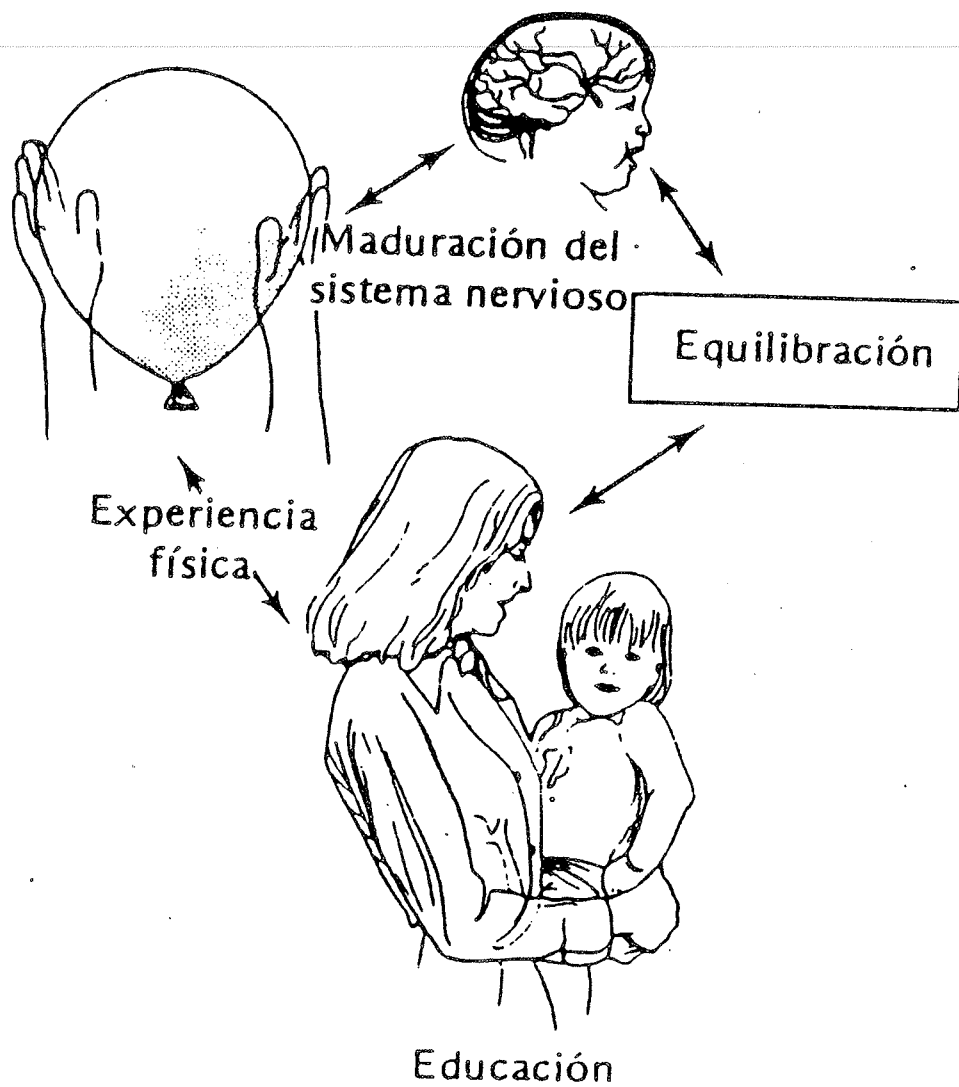 Maduración del
sistema nervioso
Equilibración
Experiencia
física
Educación